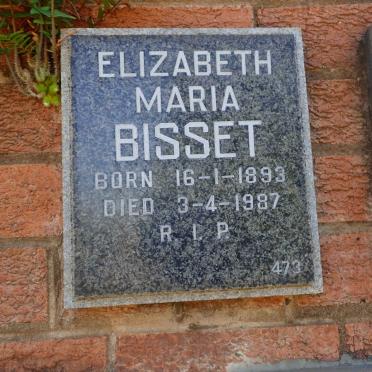 ELIZABETH
MARIA
BISSET
BORN 16-1-1893
DIED 3-4-1987
R I P
473